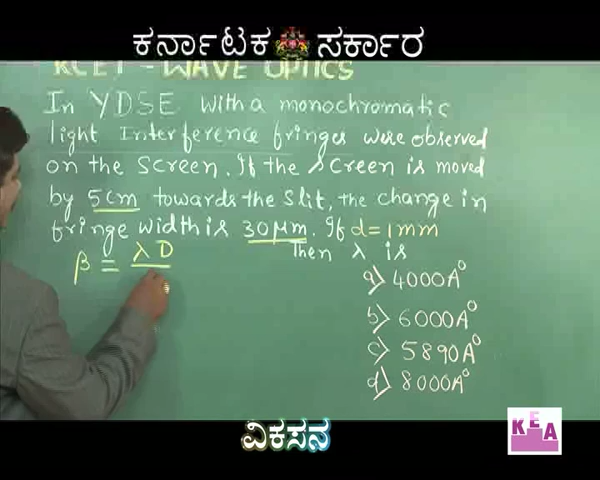 ಕರ್ನಾಟಕ ಸರ್ಕಾರ
KCET - WAVE OPTICS
In YDSE with a monochromatic
light Interference fringes were observed
on the screen. If the screen is moved
by 5cm towards the slit, the change in
fringe width is 30μm. If d=1mm
Then λ is
β = λD
a) 4000A°
b) 6000A°
c) 5890A°
d) 8000A°
ವಿಕಸನ
KEA